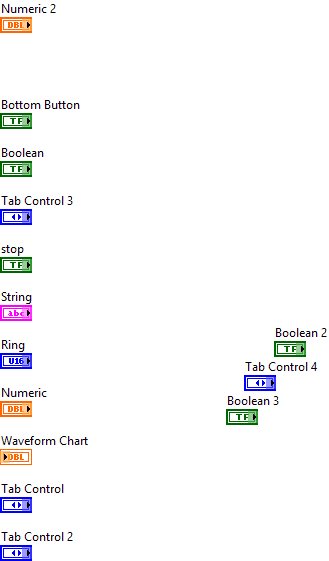 Numeric 2
DBL
Bottom Button
TF
Boolean
TF
Tab Control 3
stop
TF
String
abc
Ring
U16
Numeric
DBL
Waveform Chart
DBL
Tab Control
Tab Control 2
Boolean 2
TF
Tab Control 4
Boolean 3
TF